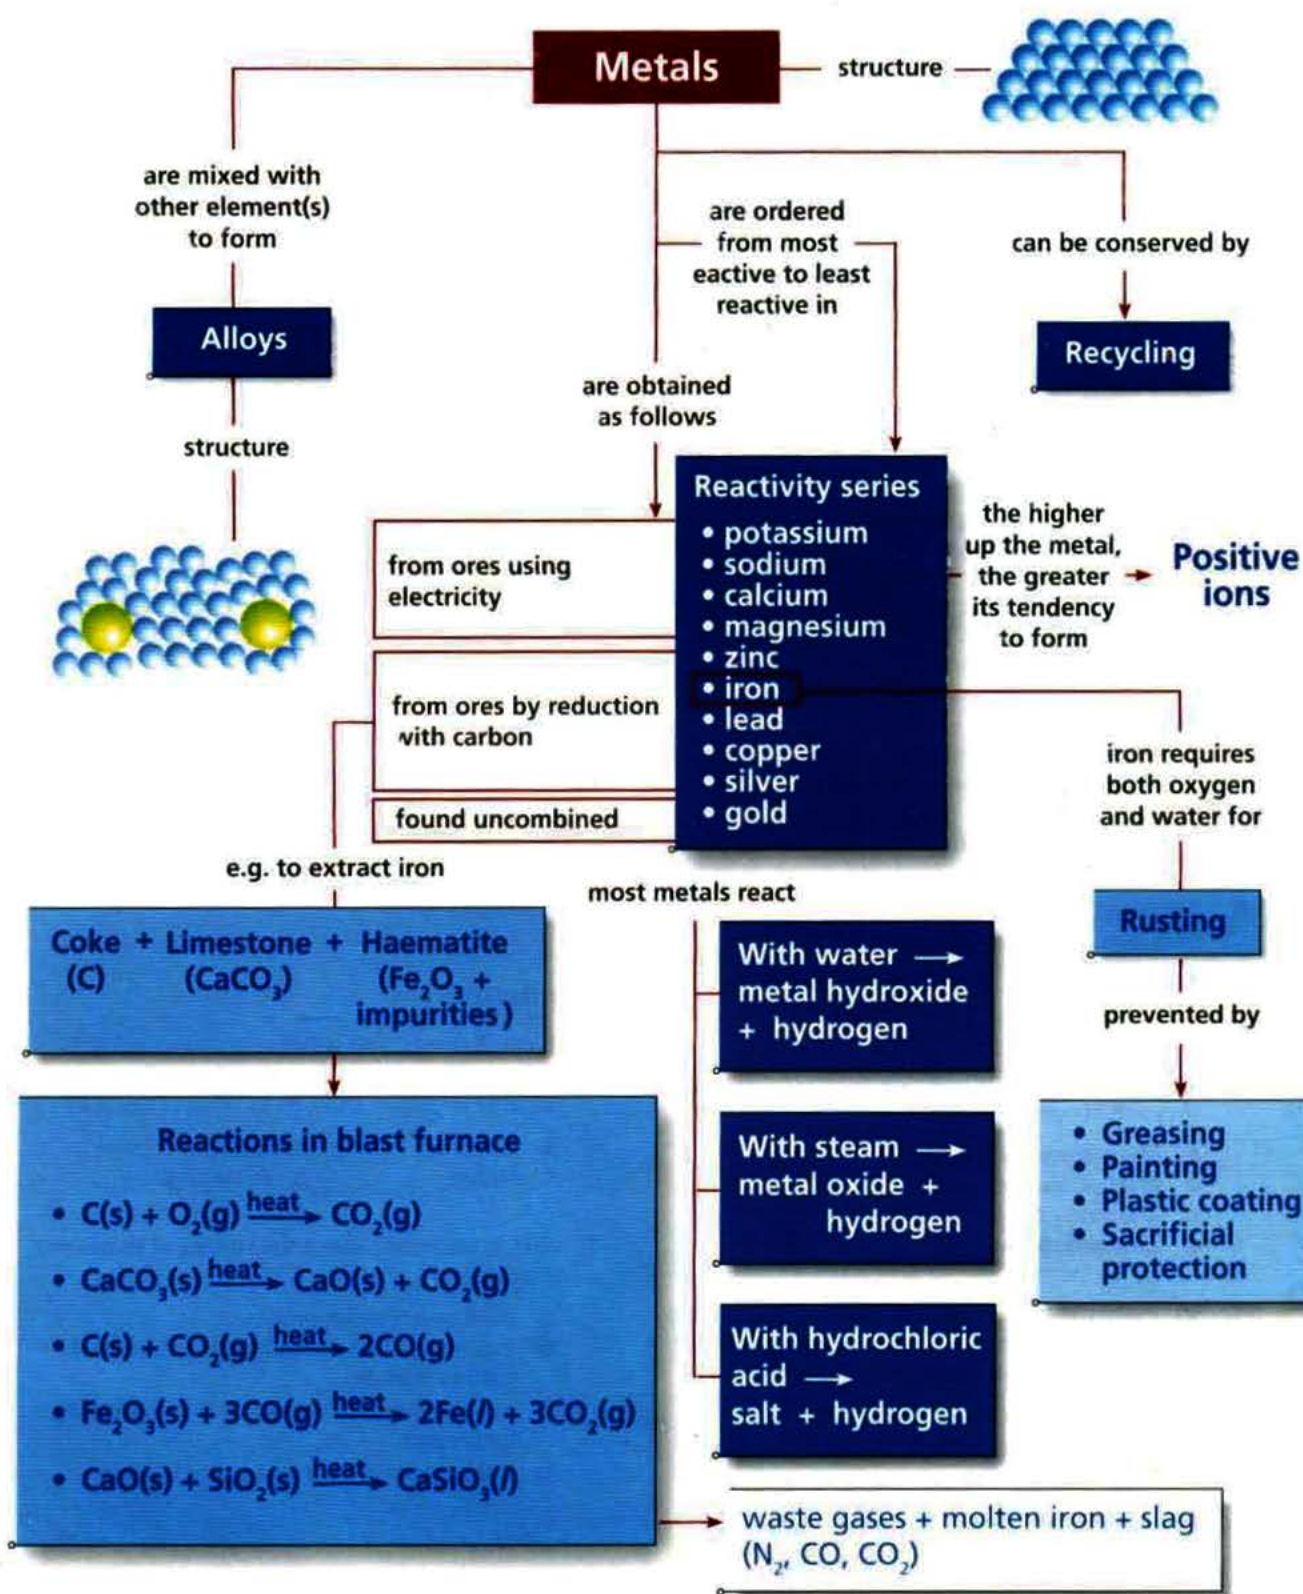 Metals
structure
are mixed with
other element(s)
to form
Alloys
structure
are ordered
from most
eactive to least
reactive in
can be conserved by
Recycling
are obtained
as follows
from ores using
electricity
from ores by reduction
with carbon
found uncombined
Reactivity series
• potassium
• sodium
• calcium
• magnesium
• zinc
• iron
• lead
• copper
• silver
• gold
the higher
up the metal,
the greater
its tendency
to form
Positive
ions
iron requires
both oxygen
and water for
Rusting
prevented by
• Greasing
• Painting
• Plastic coating
• Sacrificial
protection
e.g. to extract iron
Coke + Limestone + Haematite
(C) (CaCO₃) (Fe₂O₃ +
impurities)
Reactions in blast furnace
• C(s) + O₂(g) heat → CO₂(g)
• CaCO₃(s) heat → CaO(s) + CO₂(g)
• C(s) + CO₂(g) heat → 2CO(g)
• Fe₂O₃(s) + 3CO(g) heat → 2Fe(l) + 3CO₂(g)
• CaO(s) + SiO₂(s) heat → CaSiO₃(l)
most metals react
With water →
metal hydroxide
+ hydrogen
With steam →
metal oxide +
hydrogen
With hydrochloric
acid →
salt + hydrogen
waste gases + molten iron + slag
(N₂, CO, CO₂)